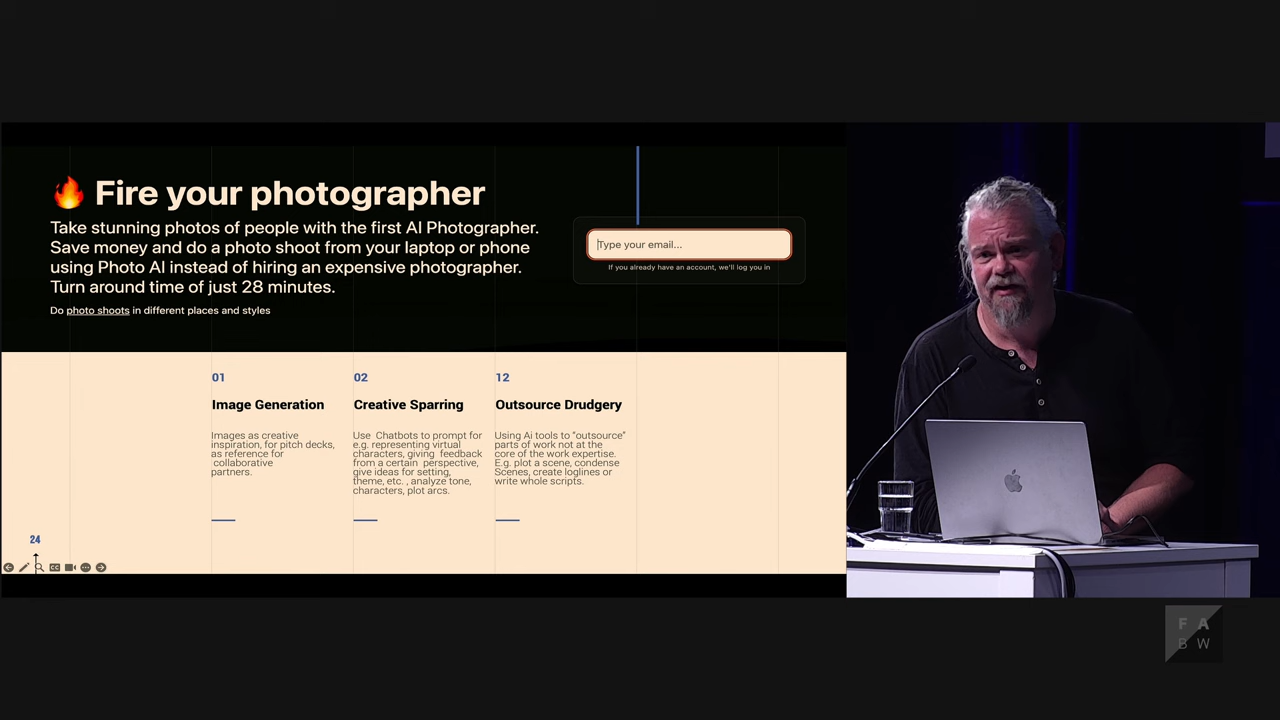 🔥 Fire your photographer
Take stunning photos of people with the first AI Photographer.
Save money and do a photo shoot from your laptop or phone
using Photo AI instead of hiring an expensive photographer.
Turn around time of just 28 minutes.
Do photo shoots in different places and styles
Type your email...
If you already have an account, we'll log you in
01
Image Generation
Images as creative
inspiration, for pitch decks,
as reference for
collaborative
partners.
02
Creative Sparring
Use Chatbots to prompt for
e.g. representing virtual
characters, giving feedback
from a certain perspective,
give ideas for setting,
theme, etc. , analyze tone,
characters, plot arcs.
12
Outsource Drudgery
Using Ai tools to “outsource”
parts of work not at the
core of the work expertise.
E.g. plot a scene, condense
Scenes, create loglines or
write whole scripts.
24
CC
F A
B W